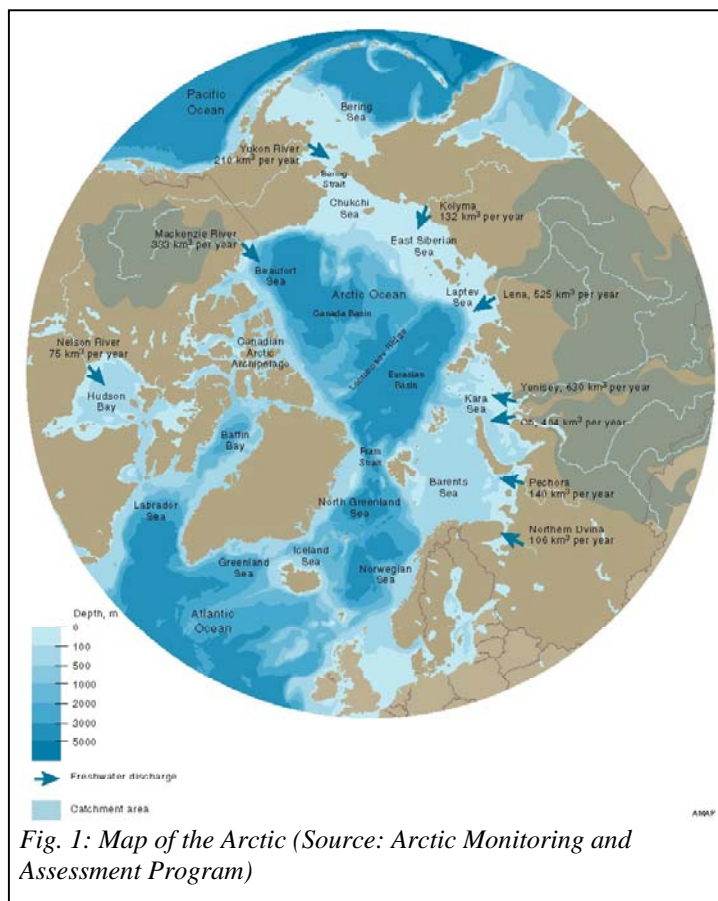 Pacific
Ocean
Bering
Sea
Yukon River
210 km³ per year
Bering
Strait
Chukchi
Sea
Kolyma
132 km³ per year
East Siberian
Sea
Mackenzie River
333 km³ per year
Beaufort
Sea
Arctic Ocean
Canada Basin
Laptev
Sea
Lena, 525 km³ per year
Nelson River
75 km³ per year
Hudson
Bay
Canadian
Arctic
Archipelago
Lomonosov Ridge
Eurasian
Basin
Kara
Sea
Yenisey, 630 km³ per year
Ob, 404 km³ per year
Baffin
Bay
Fram
Strait
Barents
Sea
Pechora
140 km³ per year
Labrador
Sea
North Greenland
Sea
Northern Dvina
106 km³ per year
Greenland
Sea
Iceland
Sea
Norwegian
Sea
Atlantic
Ocean
Depth, m
0
100
500
1000
2000
3000
5000
Freshwater discharge
Catchment area
AMAP
Fig. 1: Map of the Arctic (Source: Arctic Monitoring and
Assessment Program)